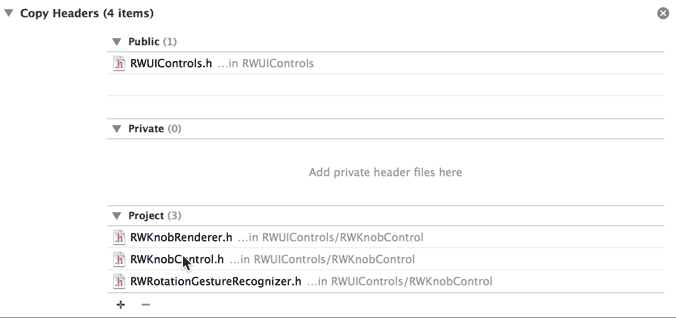 Copy Headers (4 items)
Public (1)
RWUIControls.h ...in RWUIControls
Private (0)
Add private header files here
Project (3)
RWKnobRenderer.h ...in RWUIControls/RWKnobControl
RWKnobControl.h ...in RWUIControls/RWKnobControl
RWRotationGestureRecognizer.h ...in RWUIControls/RWKnobControl